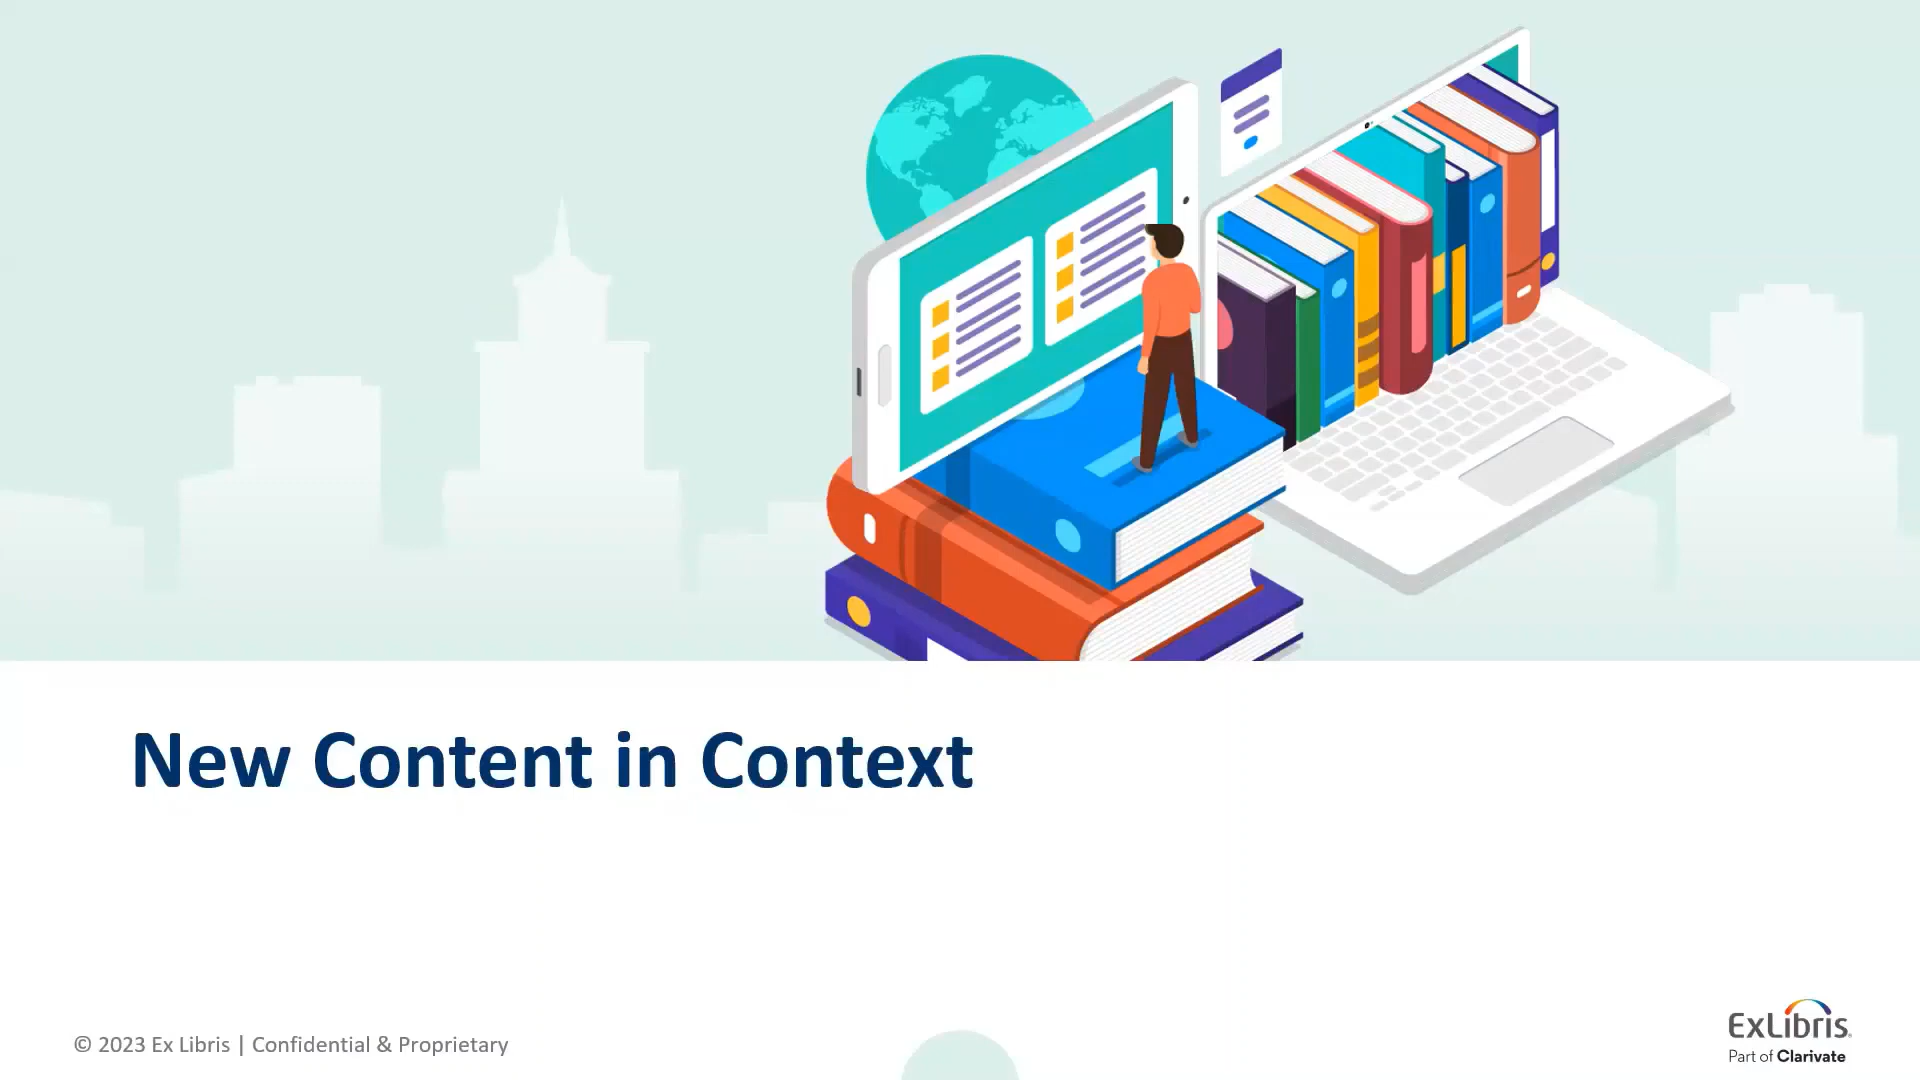 New Content in Context
© 2023 Ex Libris | Confidential & Proprietary
ExLibris®
Part of Clarivate